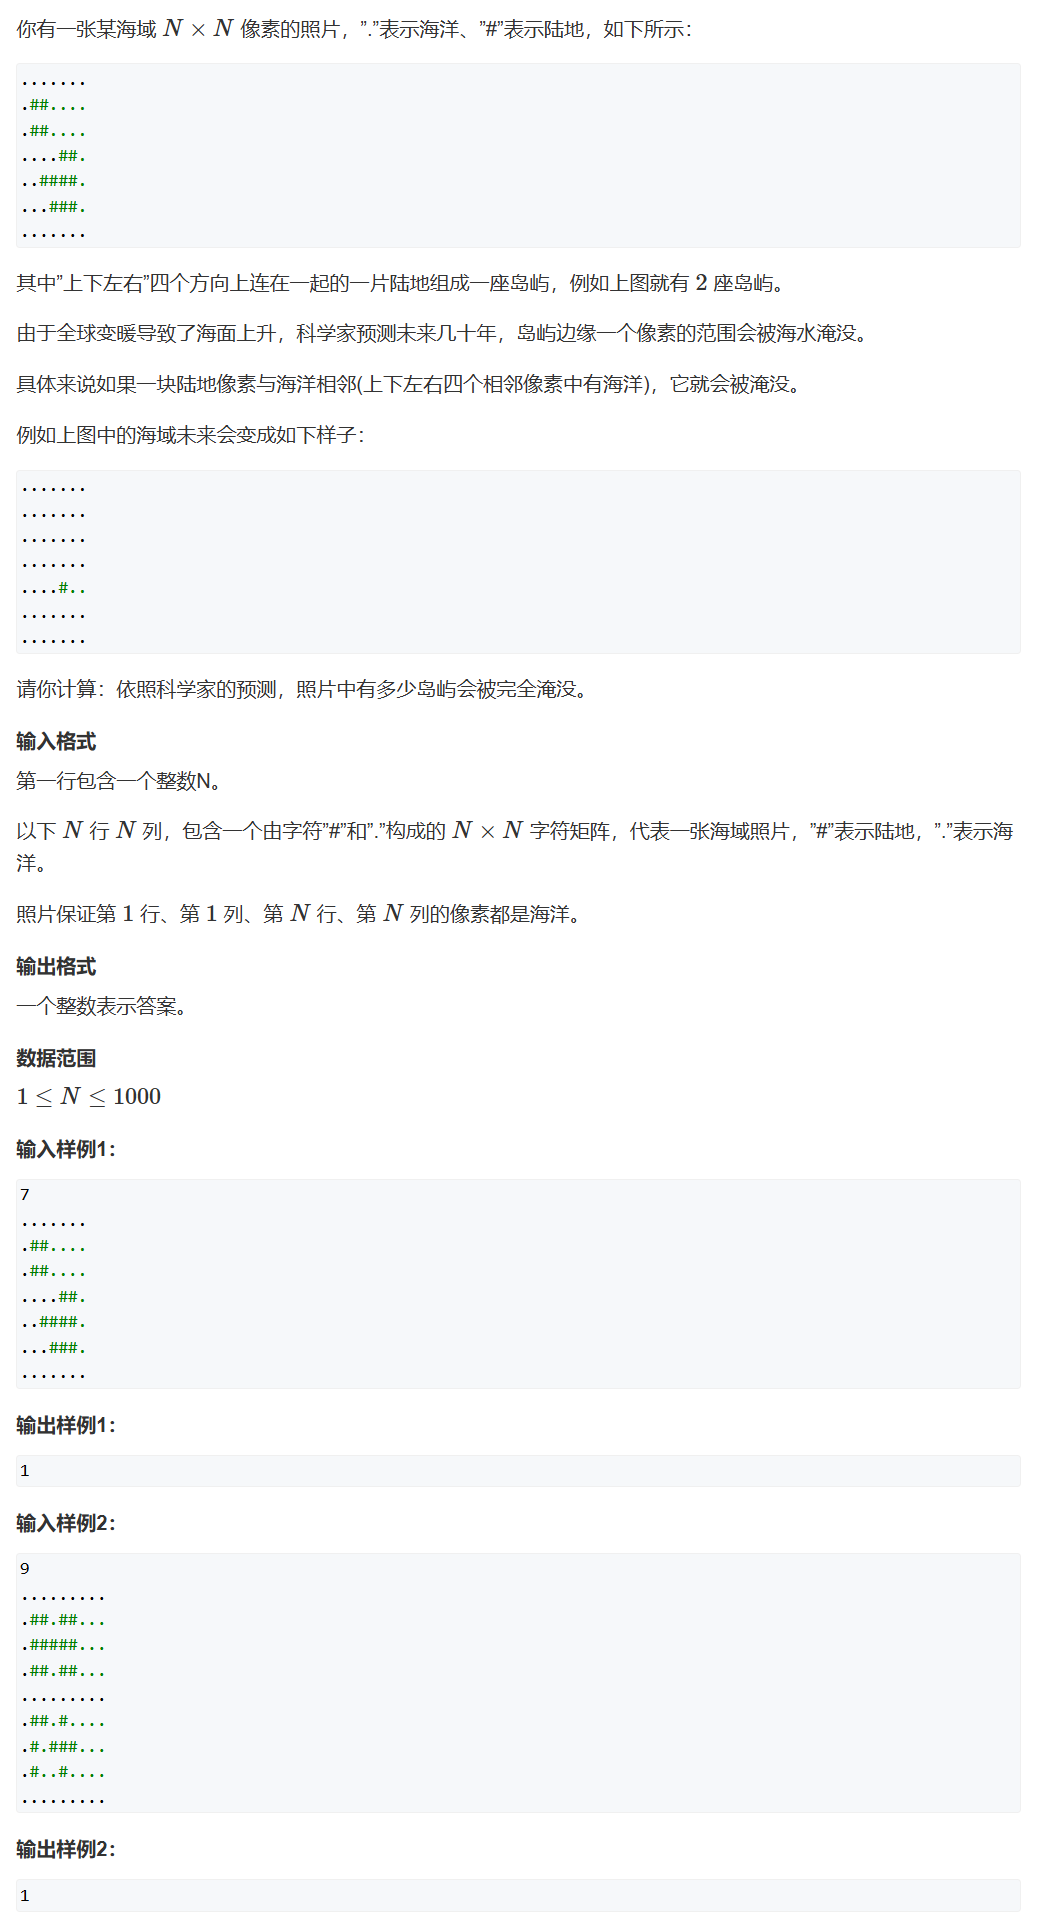 你有一张某海域 N × N 像素的照片，”.”表示海洋、”#”表示陆地，如下所示：
.......
.##....
.##....
....##.
..####.
...###.
.......
其中”上下左右”四个方向上连在一起的一片陆地组成一座岛屿，例如上图就有 2 座岛屿。
由于全球变暖导致了海面上升，科学家预测未来几十年，岛屿边缘一个像素的范围会被海水淹没。
具体来说如果一块陆地像素与海洋相邻(上下左右四个相邻像素中有海洋)，它就会被淹没。
例如上图中的海域未来会变成如下样子：
.......
.......
.......
.......
....#..
.......
.......
请你计算：依照科学家的预测，照片中有多少岛屿会被完全淹没。
输入格式
第一行包含一个整数N。
以下 N 行 N 列，包含一个由字符”#”和”.”构成的 N × N 字符矩阵，代表一张海域照片，”#”表示陆地，”.”表示海
洋。
照片保证第 1 行、第 1 列、第 N 行、第 N 列的像素都是海洋。
输出格式
一个整数表示答案。
数据范围
1 ≤ N ≤ 1000
输入样例1：
7
.......
.##....
.##....
....##.
..####.
...###.
.......
输出样例1：
1
输入样例2：
9
.........
.##.##...
.#####...
.##.##...
.........
.##.#....
.#.###...
.#..#....
.........
输出样例2：
1